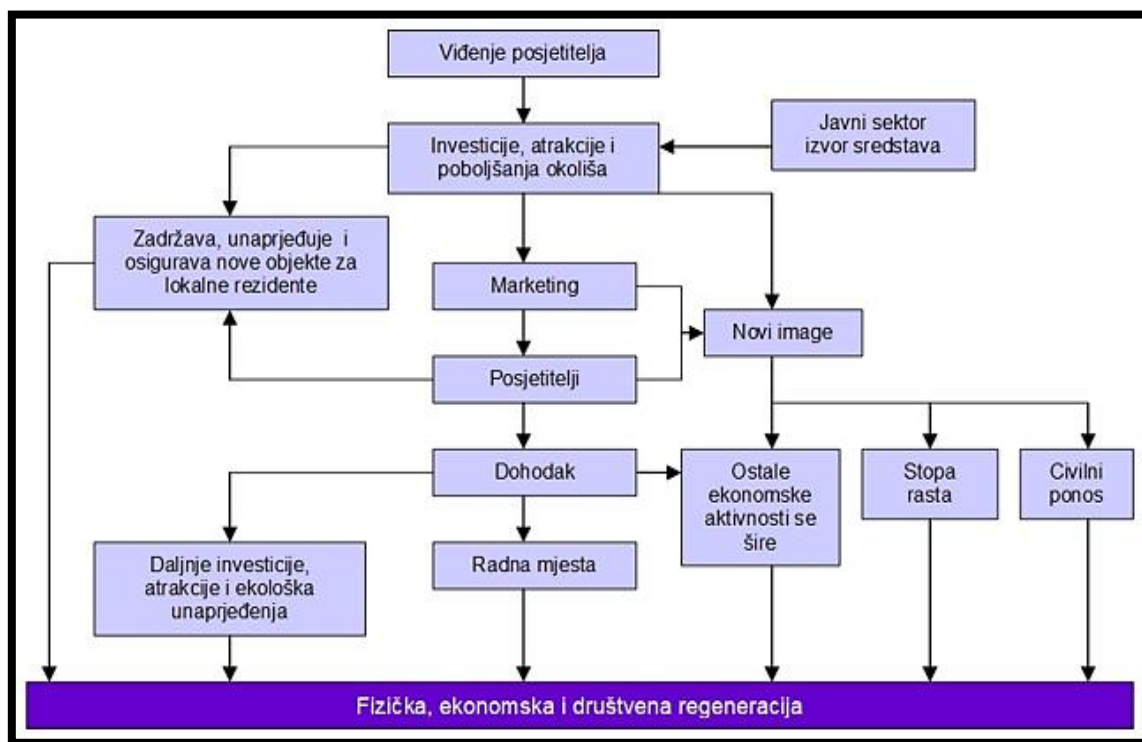 Viđenje posjetitelja
Javni sektor
izvor sredstava
Investicije, atrakcije i
poboljšanja okoliša
Zadržava, unaprjeđuje i
osigurava nove objekte za
lokalne rezidente
Marketing
Novi image
Posjetitelji
Dohodak
Ostale
ekonomske
aktivnosti se
šire
Stopa
rasta
Civilni
ponos
Daljnje investicije,
atrakcije i ekološka
unaprjeđenja
Radna mjesta
Fizička, ekonomska i društvena regeneracija